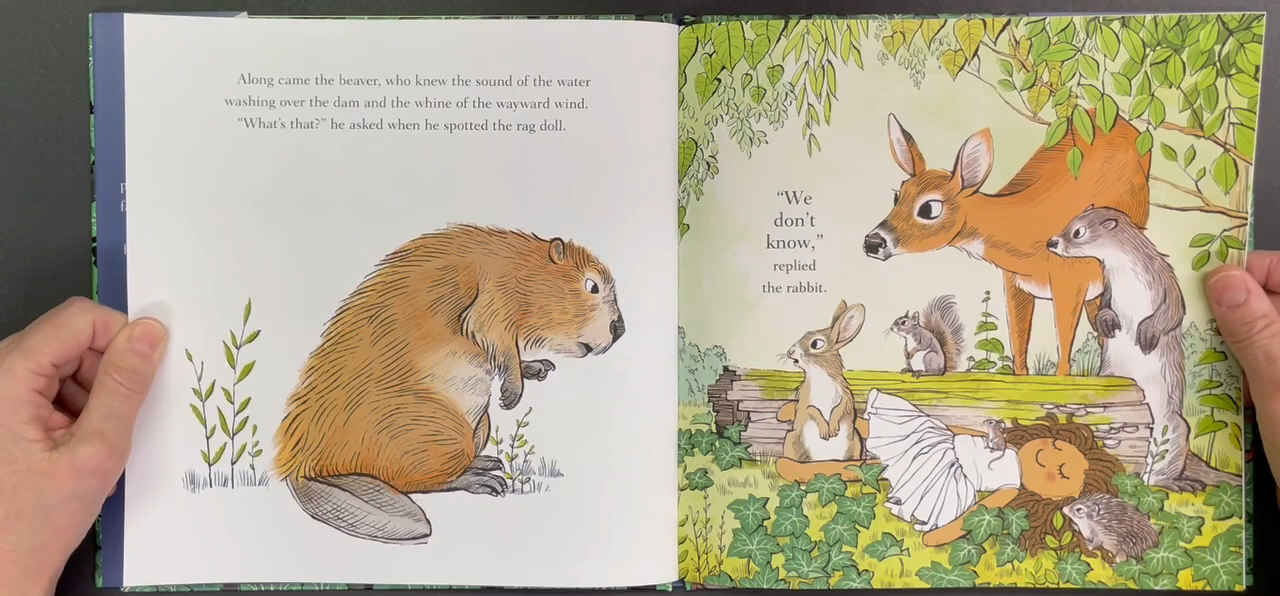 Along came the beaver, who knew the sound of the water
washing over the dam and the whine of the wayward wind.
“What’s that?” he asked when he spotted the rag doll.
“We
don’t
know,”
replied
the rabbit.